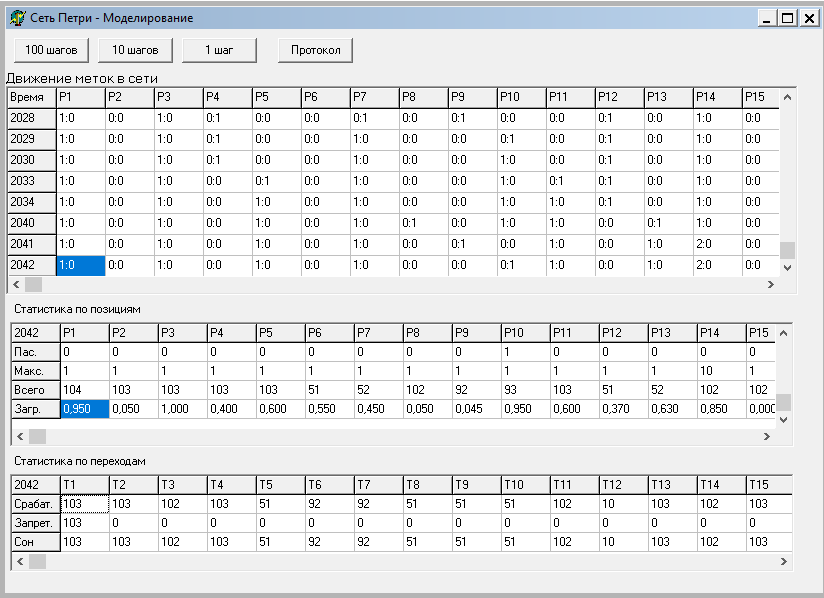 Сеть Петри - Моделирование
100 шагов 10 шагов 1 шаг Протокол
Движение меток в сети
Время P1 P2 P3 P4 P5 P6 P7 P8 P9 P10 P11 P12 P13 P14 P15
2028 1:0 0:0 1:0 0:1 0:0 0:0 0:1 0:0 0:1 0:0 0:0 0:1 0:0 1:0 0:0
2029 1:0 0:0 1:0 0:1 0:0 0:0 1:0 0:0 0:0 0:1 0:0 0:1 0:0 1:0 0:0
2030 1:0 0:0 1:0 0:1 0:0 0:0 1:0 0:0 0:0 1:0 0:0 0:1 0:0 1:0 0:0
2033 1:0 0:0 1:0 0:0 0:1 0:0 1:0 0:0 0:0 1:0 0:1 0:1 0:0 1:0 0:0
2034 1:0 0:0 1:0 0:0 1:0 0:0 1:0 0:0 0:0 1:0 1:0 0:1 0:0 1:0 0:0
2040 1:0 0:0 1:0 0:0 1:0 0:0 1:0 0:1 0:0 1:0 1:0 0:0 0:1 1:0 0:0
2041 1:0 0:0 1:0 0:0 1:0 0:0 1:0 0:0 0:1 0:0 1:0 0:0 1:0 2:0 0:0
2042 1:0 0:0 1:0 0:0 1:0 0:0 1:0 0:0 0:0 0:1 1:0 0:0 1:0 2:0 0:0
Статистика по позициям
2042 P1 P2 P3 P4 P5 P6 P7 P8 P9 P10 P11 P12 P13 P14 P15
Пас. 0 0 0 0 0 0 0 0 0 1 0 0 0 0 0
Макс. 1 1 1 1 1 1 1 1 1 1 1 1 1 10 1
Всего 104 103 103 103 103 51 52 102 92 93 103 51 52 102 102
Загр. 0,950 0,050 1,000 0,400 0,600 0,550 0,450 0,050 0,045 0,950 0,600 0,370 0,630 0,850 0,000
Статистика по переходам
2042 T1 T2 T3 T4 T5 T6 T7 T8 T9 T10 T11 T12 T13 T14 T15
Срабат. 103 103 102 103 51 92 92 51 51 51 102 10 103 102 103
Запрет. 103 0 0 0 0 0 0 0 0 0 0 0 0 0 0
Сон 103 103 102 103 51 92 92 51 51 51 102 10 103 102 103